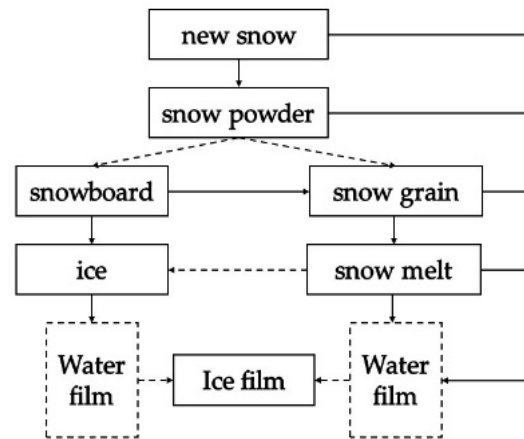 new snow
snow powder
snowboard
snow grain
ice
snow melt
Water
film
Ice film
Water
film